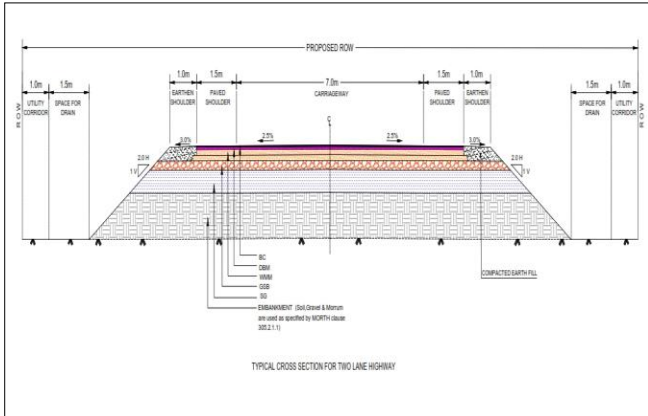 PROPOSED ROW
1.0m 1.5m 1.0m 1.5m 7.0m 1.5m 1.0m 1.5m 1.0m
UTILITY CORRIDOR
SPACE FOR DRAIN
EARTHEN SHOULDER
PAVED SHOULDER
CARRIAGEWAY
PAVED SHOULDER
EARTHEN SHOULDER
SPACE FOR DRAIN
UTILITY CORRIDOR
ROW
ROW
C
3.0% 2.5% 2.5% 3.0%
2.0 H
1 V
2.0 H
1 V
BC
DBM
WMM
GSB
SG
EMBANKMENT (Soil,Gravel & Morrum
are used as specified by MORTH clause
305.2.1.1)
COMPACTED EARTH FILL
TYPICAL CROSS SECTION FOR TWO LANE HIGHWAY